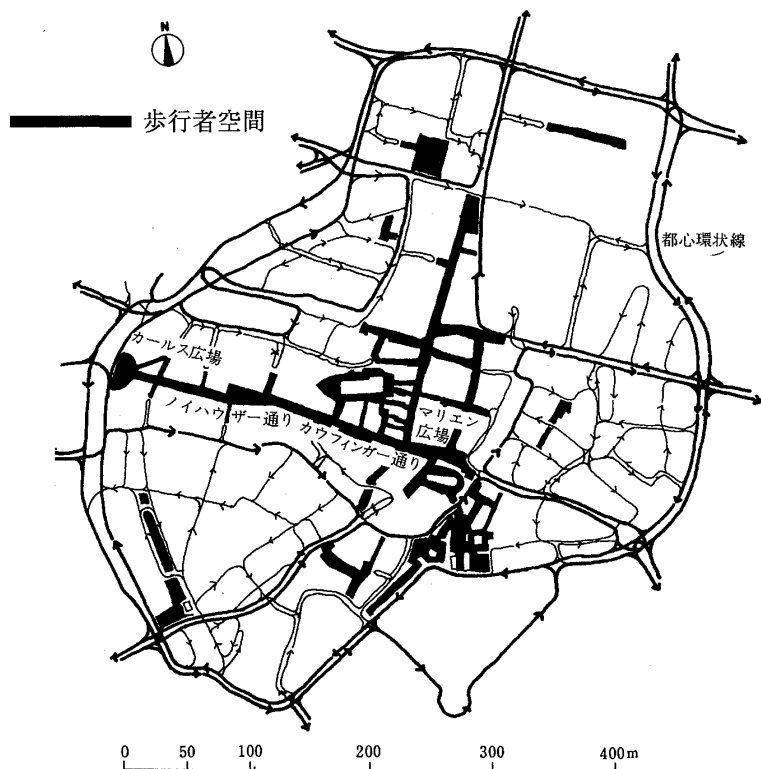 N
歩行者空間
都心環状線
カールス広場
ノイハウザー通り カウフィンガー通り
マリエン
広場
0 50 100 200 300 400m